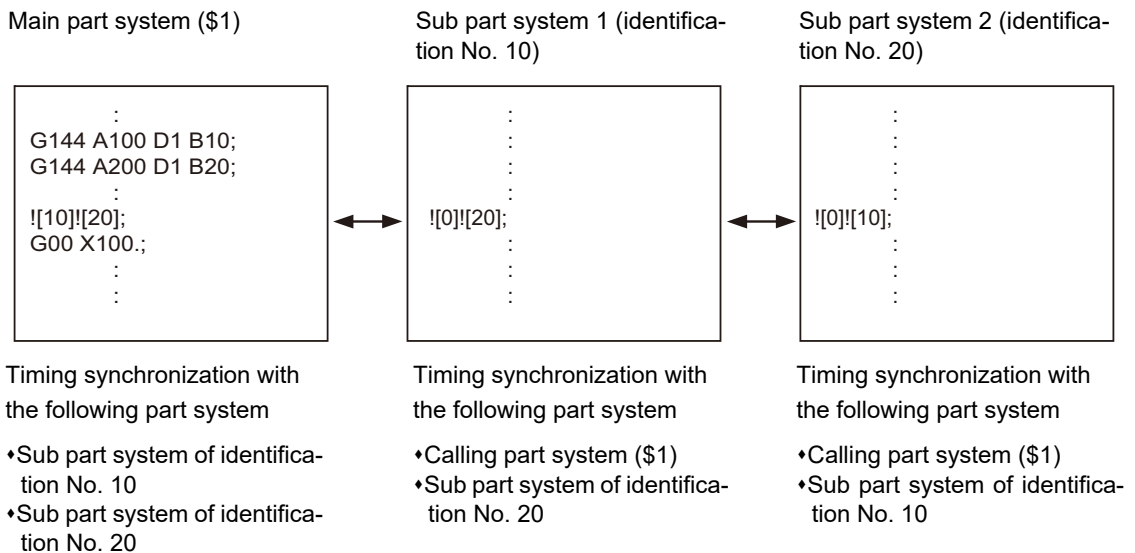 Main part system ($1)
Sub part system 1 (identifica-
tion No. 10)
Sub part system 2 (identifica-
tion No. 20)
:
G144 A100 D1 B10;
G144 A200 D1 B20;
:
![10]![20];
G00 X100.;
:
:
:
:
:
:
![0]![20];
:
:
:
:
:
:
:
![0]![10];
:
:
:
Timing synchronization with
the following part system
♦Sub part system of identifica-
tion No. 10
♦Sub part system of identifica-
tion No. 20
Timing synchronization with
the following part system
♦Calling part system ($1)
♦Sub part system of identifica-
tion No. 20
Timing synchronization with
the following part system
♦Calling part system ($1)
♦Sub part system of identifica-
tion No. 10